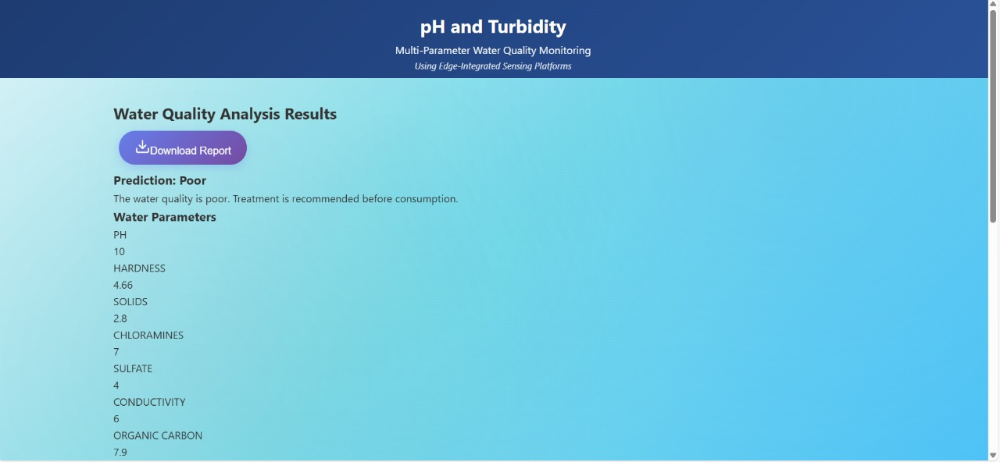 pH and Turbidity
Multi-Parameter Water Quality Monitoring
Using Edge-Integrated Sensing Platforms
Water Quality Analysis Results
Download Report
Prediction: Poor
The water quality is poor. Treatment is recommended before consumption.
Water Parameters
PH
10
HARDNESS
4.66
SOLIDS
2.8
CHLORAMINES
7
SULFATE
4
CONDUCTIVITY
6
ORGANIC CARBON
7.9